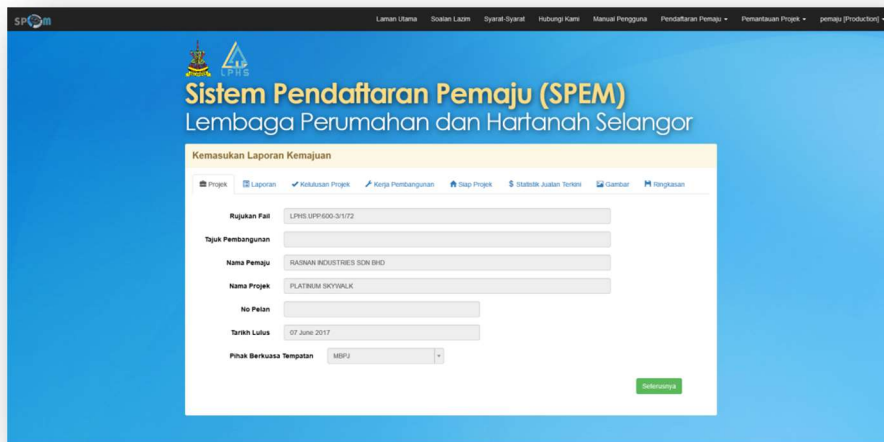 SPEM
Laman Utama Soalan Lazim Syarat-Syarat Hubungi Kami Manual Pengguna Pendaftaran Pemaju Pemantauan Projek pemaju [Production]
LPHS
Sistem Pendaftaran Pemaju (SPEM)
Lembaga Perumahan dan Hartanah Selangor
Kemasukan Laporan Kemajuan
Projek Laporan Kelulusan Projek Kerja Pembangunan Siap Projek $ Statistik Jualan Terkini Gambar Ringkasan
Rujukan Fail LPHS.UPP.600-3/1/72
Tajuk Pembangunan
Nama Pemaju RASNAN INDUSTRIES SDN BHD
Nama Projek PLATINUM SKYWALK
No Pelan
Tarikh Lulus 07 June 2017
Pihak Berkuasa Tempatan MBPJ
Seterusnya